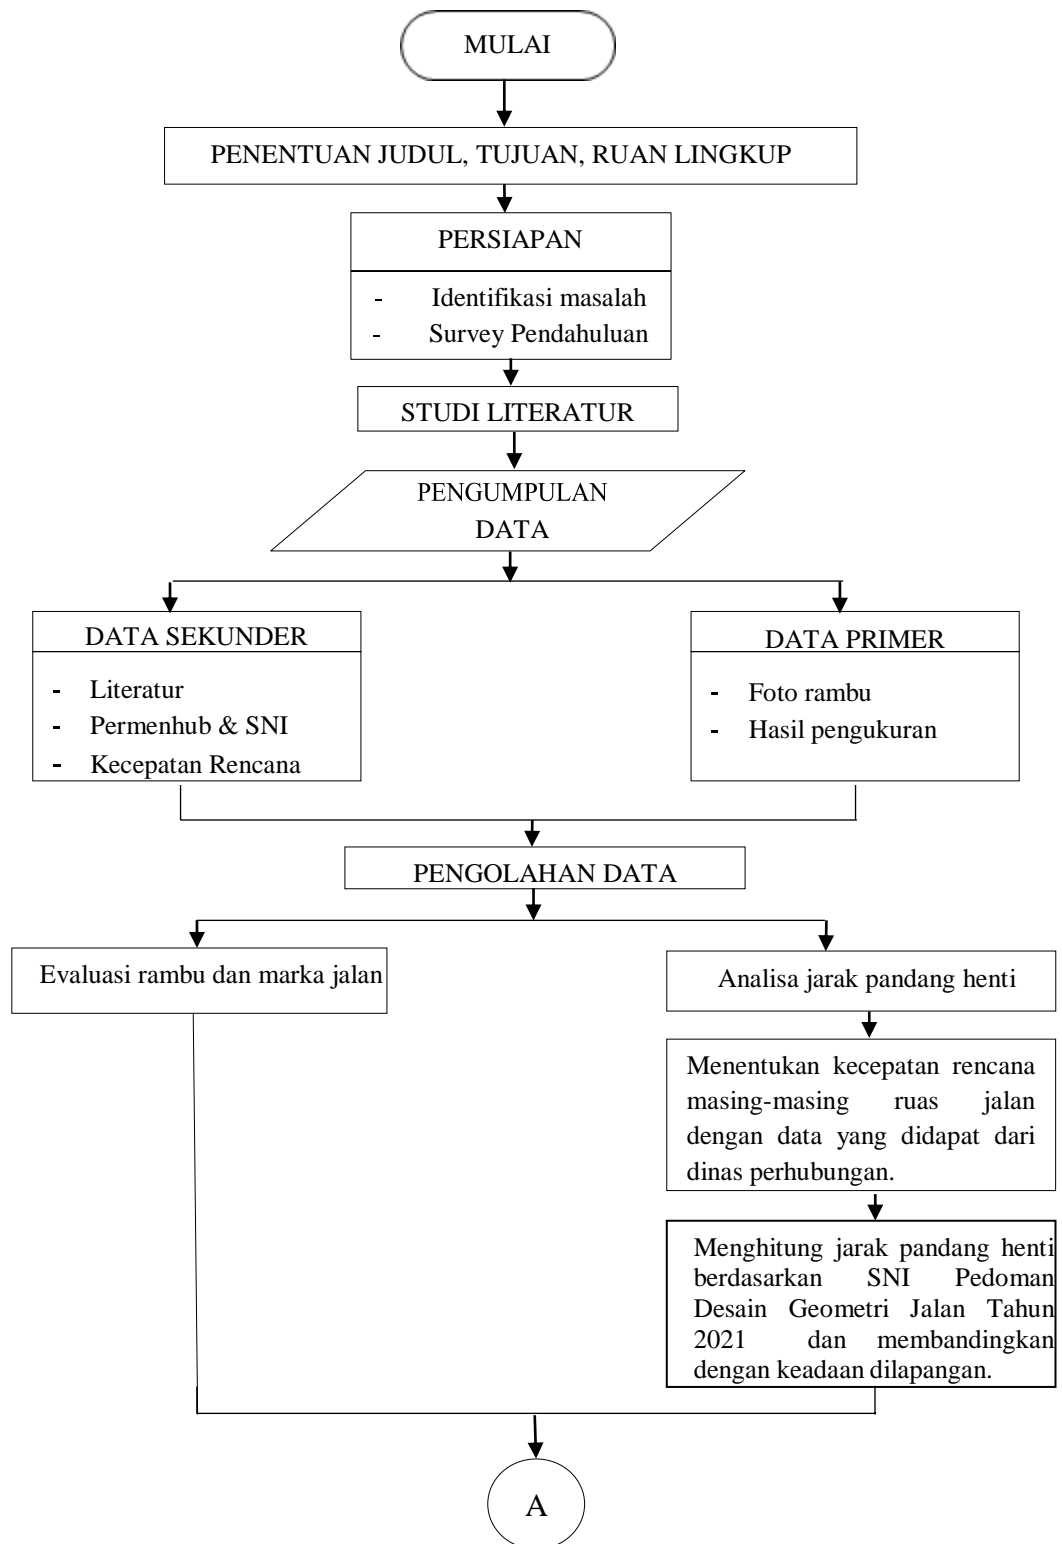 MULAI
PENENTUAN JUDUL, TUJUAN, RUAN LINGKUP
PERSIAPAN
- Identifikasi masalah
- Survey Pendahuluan
STUDI LITERATUR
PENGUMPULAN
DATA
DATA SEKUNDER
- Literatur
- Permenhub & SNI
- Kecepatan Rencana
DATA PRIMER
- Foto rambu
- Hasil pengukuran
PENGOLAHAN DATA
Evaluasi rambu dan marka jalan
Analisa jarak pandang henti
Menentukan kecepatan rencana
masing-masing ruas jalan
dengan data yang didapat dari
dinas perhubungan.
Menghitung jarak pandang henti
berdasarkan SNI Pedoman
Desain Geometri Jalan Tahun
2021 dan membandingkan
dengan keadaan dilapangan.
A